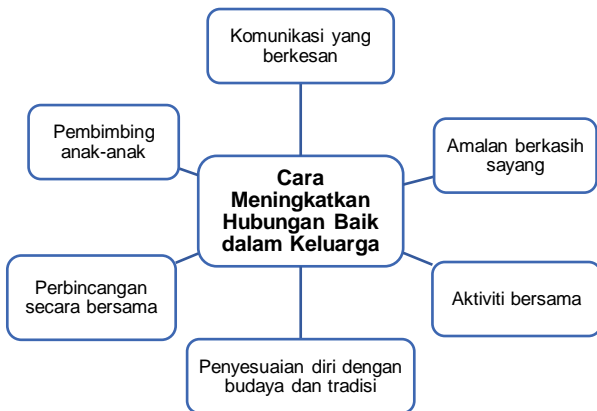 Komunikasi yang
berkesan
Pembimbing
anak-anak
Amalan berkasih
sayang
Cara
Meningkatkan
Hubungan Baik
dalam Keluarga
Perbincangan
secara bersama
Aktiviti bersama
Penyesuaian diri dengan
budaya dan tradisi